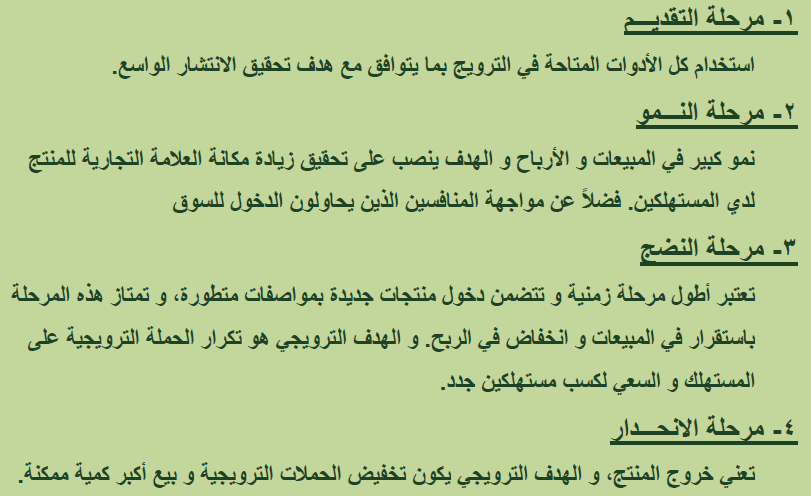 ١- مرحلة التقديـــم
استخدام كل الأدوات المتاحة في الترويج بما يتوافق مع هدف تحقيق الانتشار الواسع.
٢- مرحلة النـــمو
نمو كبير في المبيعات و الأرباح و الهدف ينصب على تحقيق زيادة مكانة العلامة التجارية للمنتج
لدي المستهلكين. فضلاً عن مواجهة المنافسين الذين يحاولون الدخول للسوق
٣- مرحلة النضج
تعتبر أطول مرحلة زمنية و تتضمن دخول منتجات جديدة بمواصفات متطورة، و تمتاز هذه المرحلة
باستقرار في المبيعات و انخفاض في الربح. و الهدف الترويجي هو تكرار الحملة الترويجية على
المستهلك و السعي لكسب مستهلكين جدد.
٤- مرحلة الانحـــدار
تعني خروج المنتج، و الهدف الترويجي يكون تخفيض الحملات الترويجية و بيع أكبر كمية ممكنة.